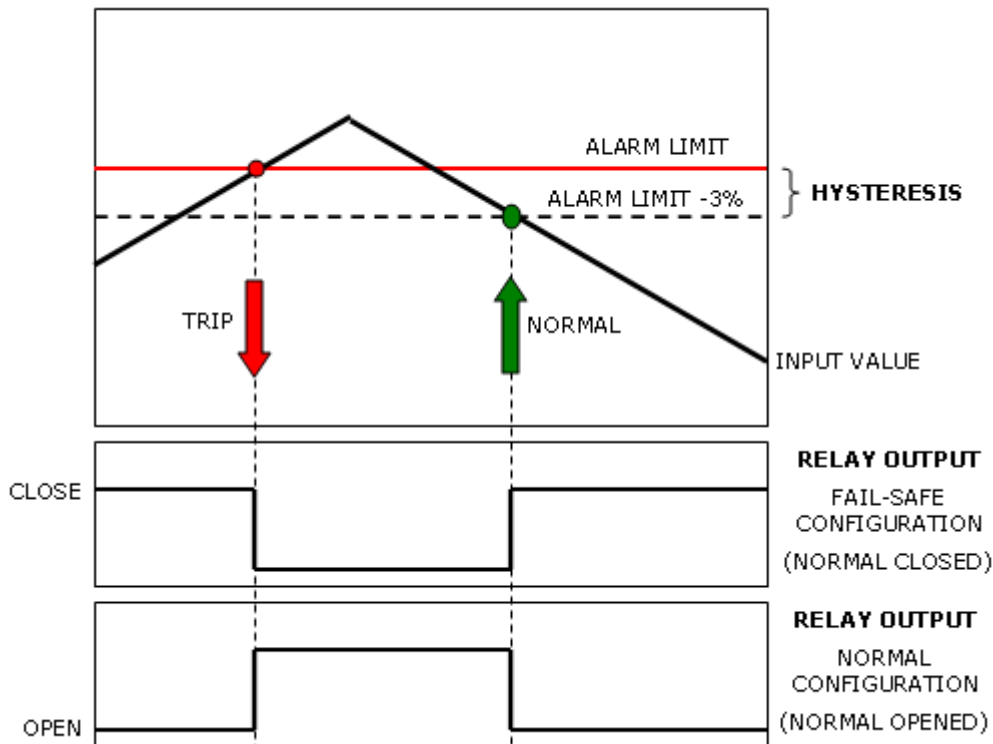 ALARM LIMIT
ALARM LIMIT -3%
HYSTERESIS
TRIP
NORMAL
INPUT VALUE
CLOSE
RELAY OUTPUT
FAIL-SAFE
CONFIGURATION
(NORMAL CLOSED)
RELAY OUTPUT
NORMAL
CONFIGURATION
(NORMAL OPENED)
OPEN